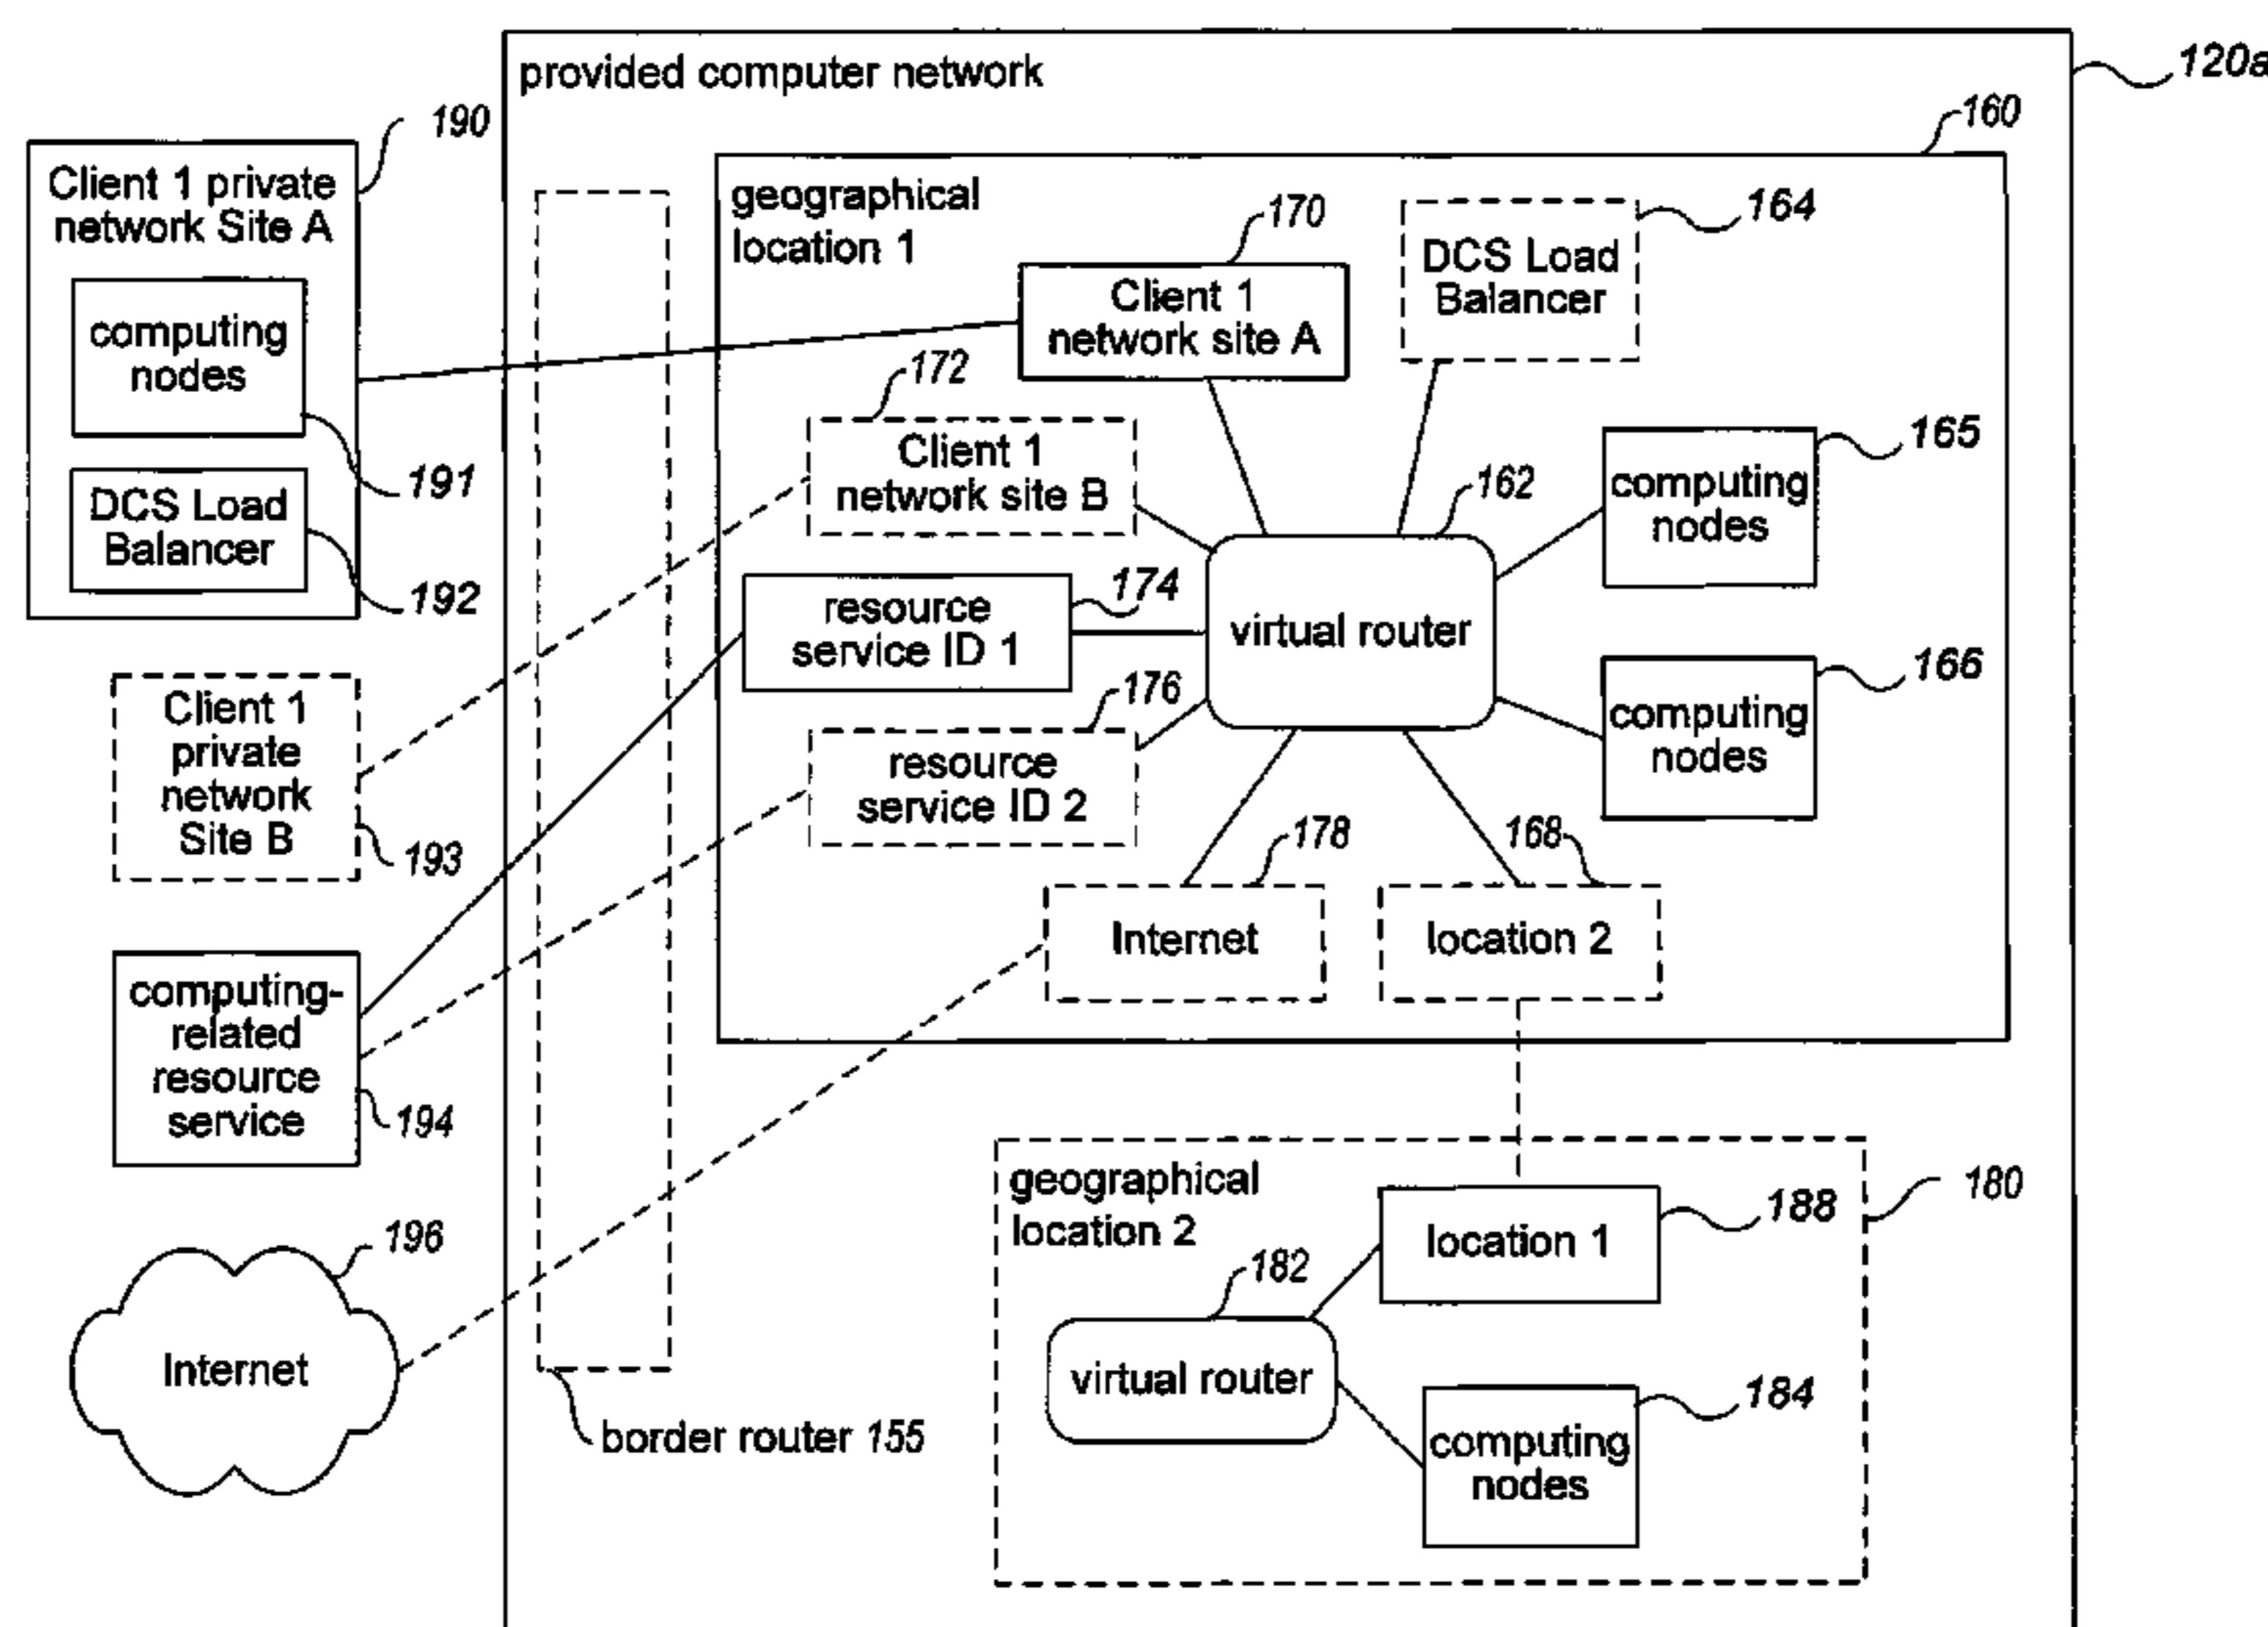 provided computer network
120a
190
Client 1 private
network Site A
computing
nodes
191
DCS Load
Balancer
192
160
geographical
location 1
170
Client 1
network site A
164
DCS Load
Balancer
172
Client 1
network site B
162
virtual router
165
computing
nodes
174
resource
service ID 1
166
computing
nodes
176
resource
service ID 2
Client 1
private
network
Site B
193
178
Internet
168
location 2
computing-
related
resource
service
194
geographical
location 2
180
location 1
188
182
virtual router
computing
nodes
184
196
Internet
border router 155